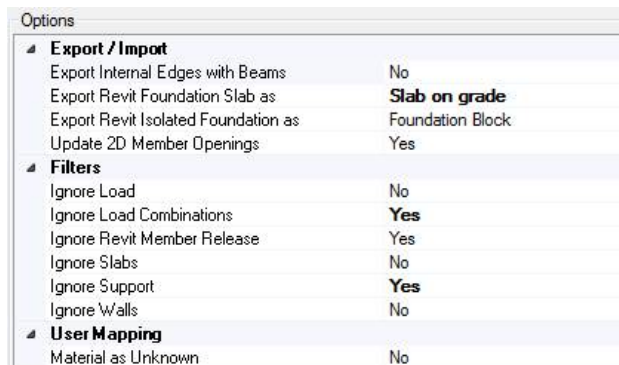 Options
Export / Import
Export Internal Edges with Beams No
Export Revit Foundation Slab as Slab on grade
Export Revit Isolated Foundation as Foundation Block
Update 2D Member Openings Yes
Filters
Ignore Load No
Ignore Load Combinations Yes
Ignore Revit Member Release Yes
Ignore Slabs No
Ignore Support Yes
Ignore Walls No
User Mapping
Material as Unknown No